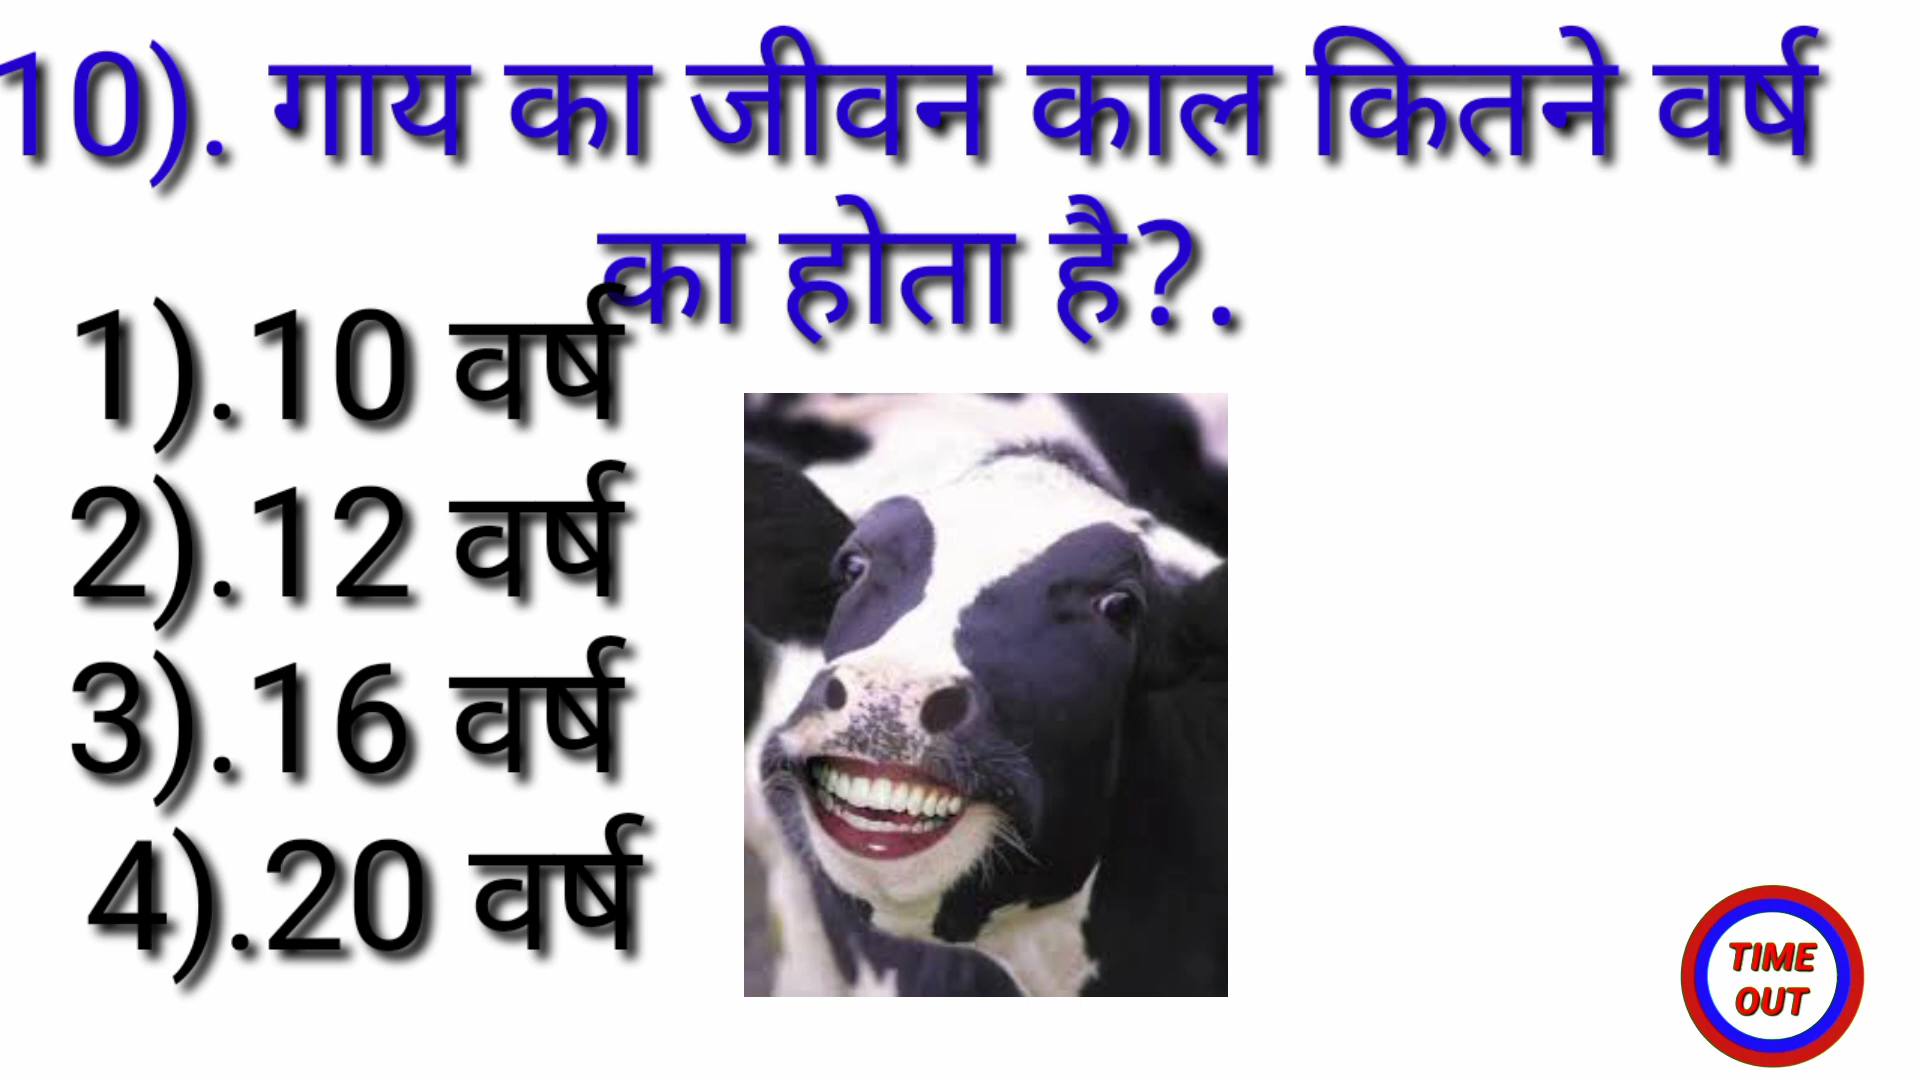 10). गाय का जीवन काल कितने वर्ष
का होता है?.
1).10 वर्ष
2).12 वर्ष
3).16 वर्ष
4).20 वर्ष
TIME
OUT